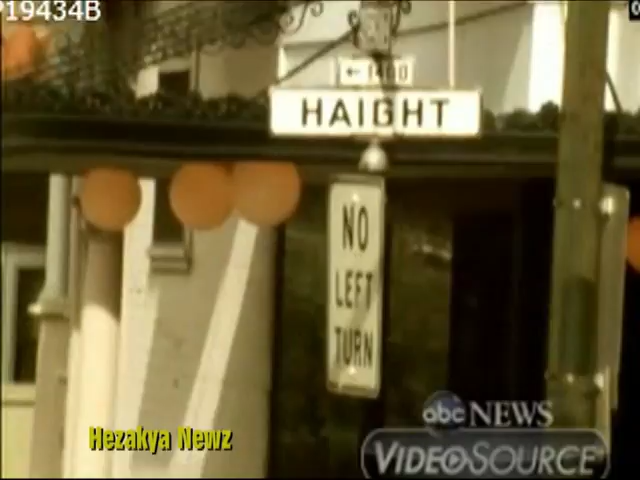 P19434B
← 1400
HAIGHT
NO
LEFT
TURN
abc NEWS
VIDEOSOURCE
Hezakya Newz